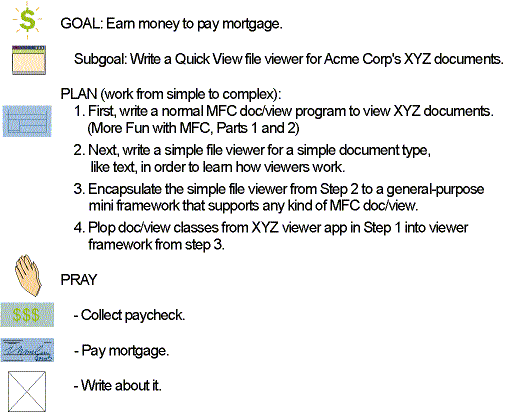 $
GOAL: Earn money to pay mortgage.
Subgoal: Write a Quick View file viewer for Acme Corp's XYZ documents.
PLAN (work from simple to complex):
1. First, write a normal MFC doc/view program to view XYZ documents.
(More Fun with MFC, Parts 1 and 2)
2. Next, write a simple file viewer for a simple document type,
like text, in order to learn how viewers work.
3. Encapsulate the simple file viewer from Step 2 to a general-purpose
mini framework that supports any kind of MFC doc/view.
4. Plop doc/view classes from XYZ viewer app in Step 1 into viewer
framework from step 3.
PRAY
$$$
- Collect paycheck.
- Pay mortgage.
- Write about it.